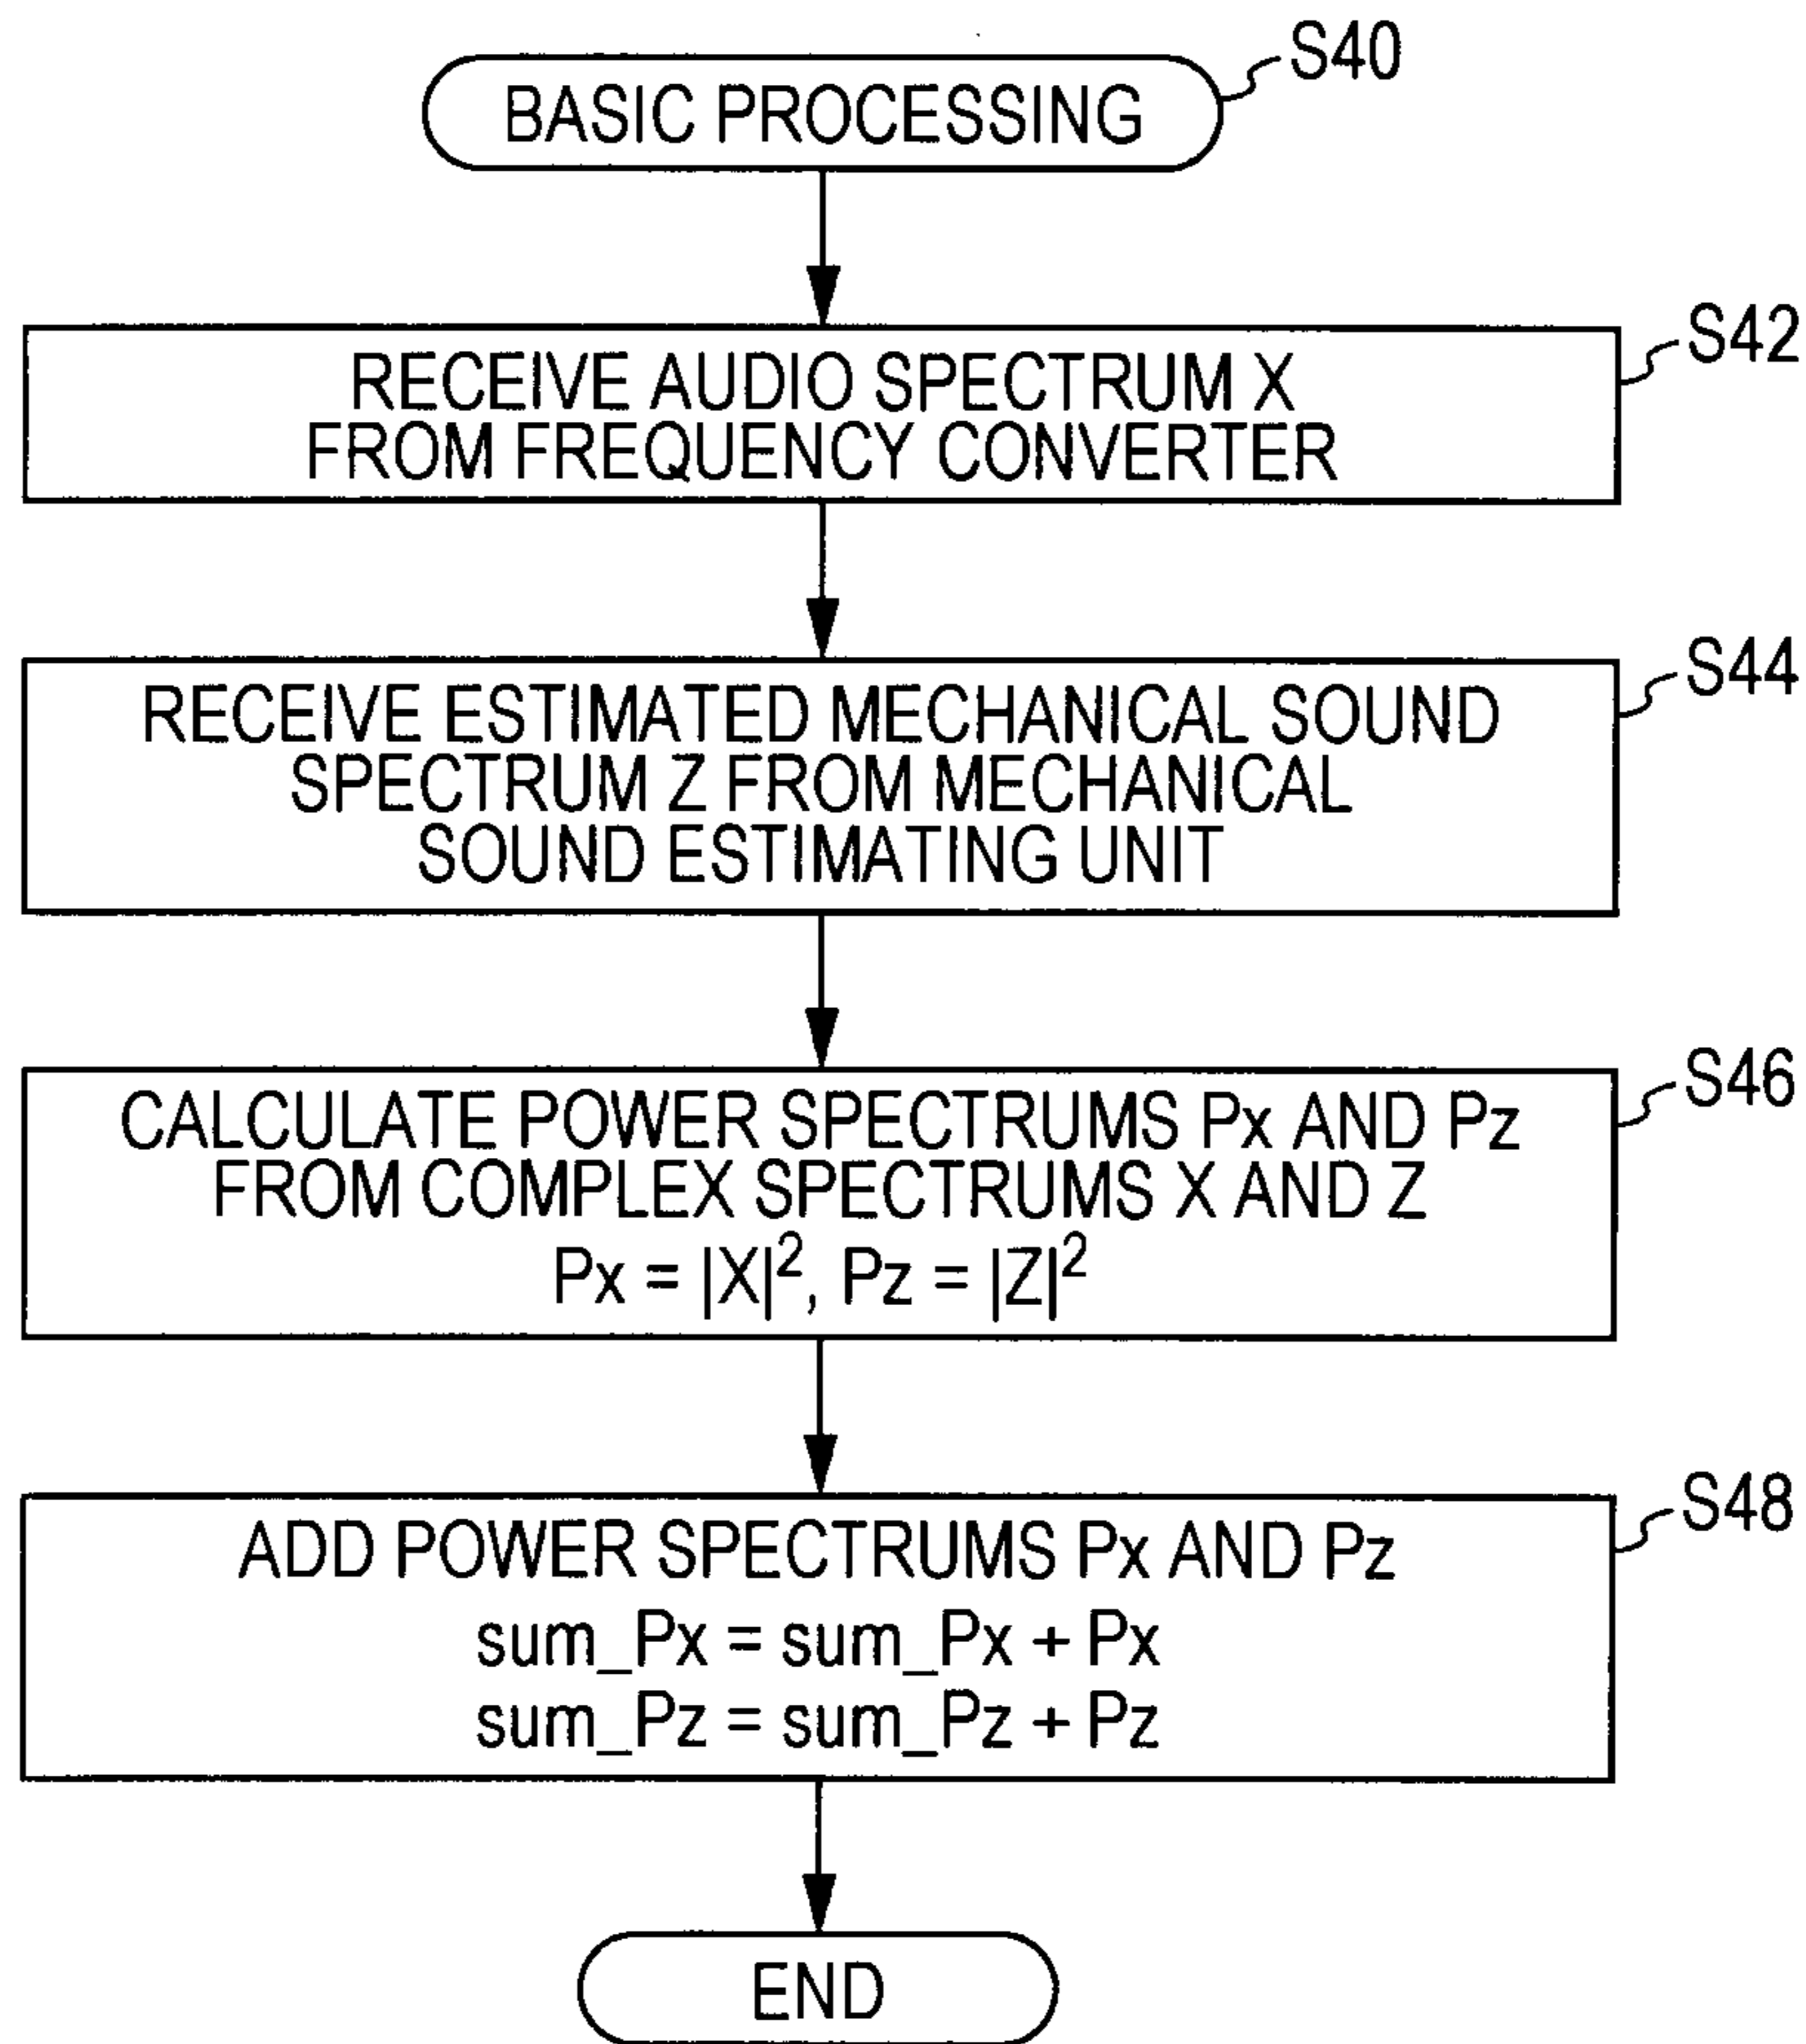 S40
BASIC PROCESSING
S42
RECEIVE AUDIO SPECTRUM X
FROM FREQUENCY CONVERTER
S44
RECEIVE ESTIMATED MECHANICAL SOUND
SPECTRUM Z FROM MECHANICAL
SOUND ESTIMATING UNIT
S46
CALCULATE POWER SPECTRUMS Px AND Pz
FROM COMPLEX SPECTRUMS X AND Z
Px = |X|², Pz = |Z|²
S48
ADD POWER SPECTRUMS Px AND Pz
sum_Px = sum_Px + Px
sum_Pz = sum_Pz + Pz
END